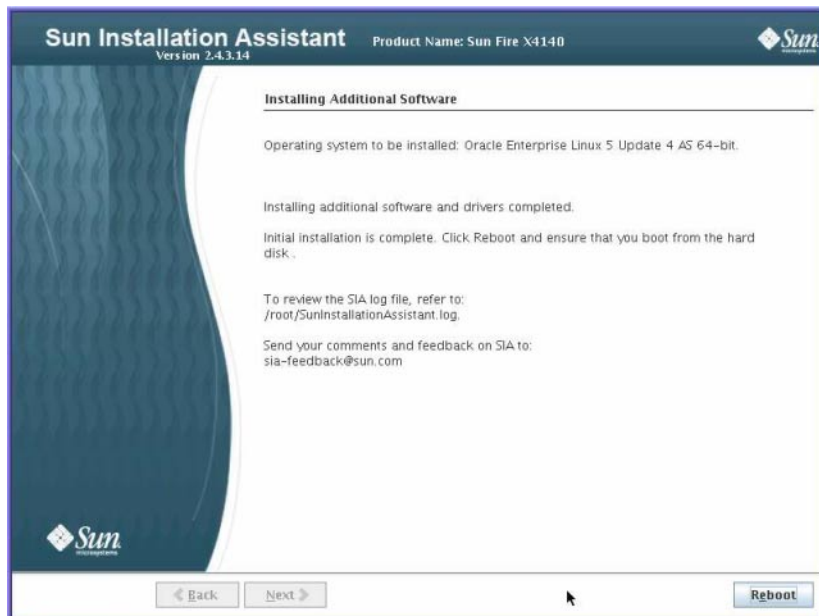 Sun Installation Assistant
Product Name: Sun Fire X4140
Version 2.4.3.14
Sun
microsystems
Installing Additional Software
Operating system to be installed: Oracle Enterprise Linux 5 Update 4 AS 64-bit.
Installing additional software and drivers completed.
Initial installation is complete. Click Reboot and ensure that you boot from the hard
disk .
To review the SIA log file, refer to:
/root/SunInstallationAssistant.log.
Send your comments and feedback on SIA to:
sia-feedback@sun.com
Sun
microsystems
Back
Next
Reboot